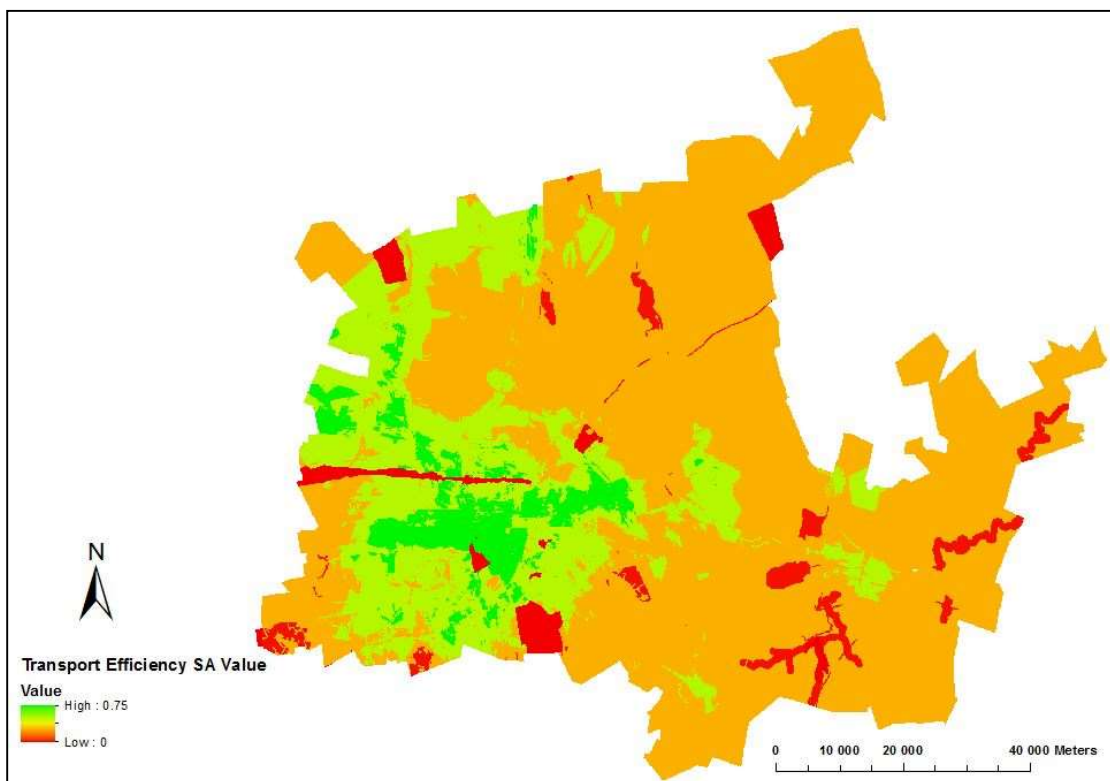 N
Transport Efficiency SA Value
Value
High : 0.75
Low : 0
0 10 000 20 000 40 000 Meters